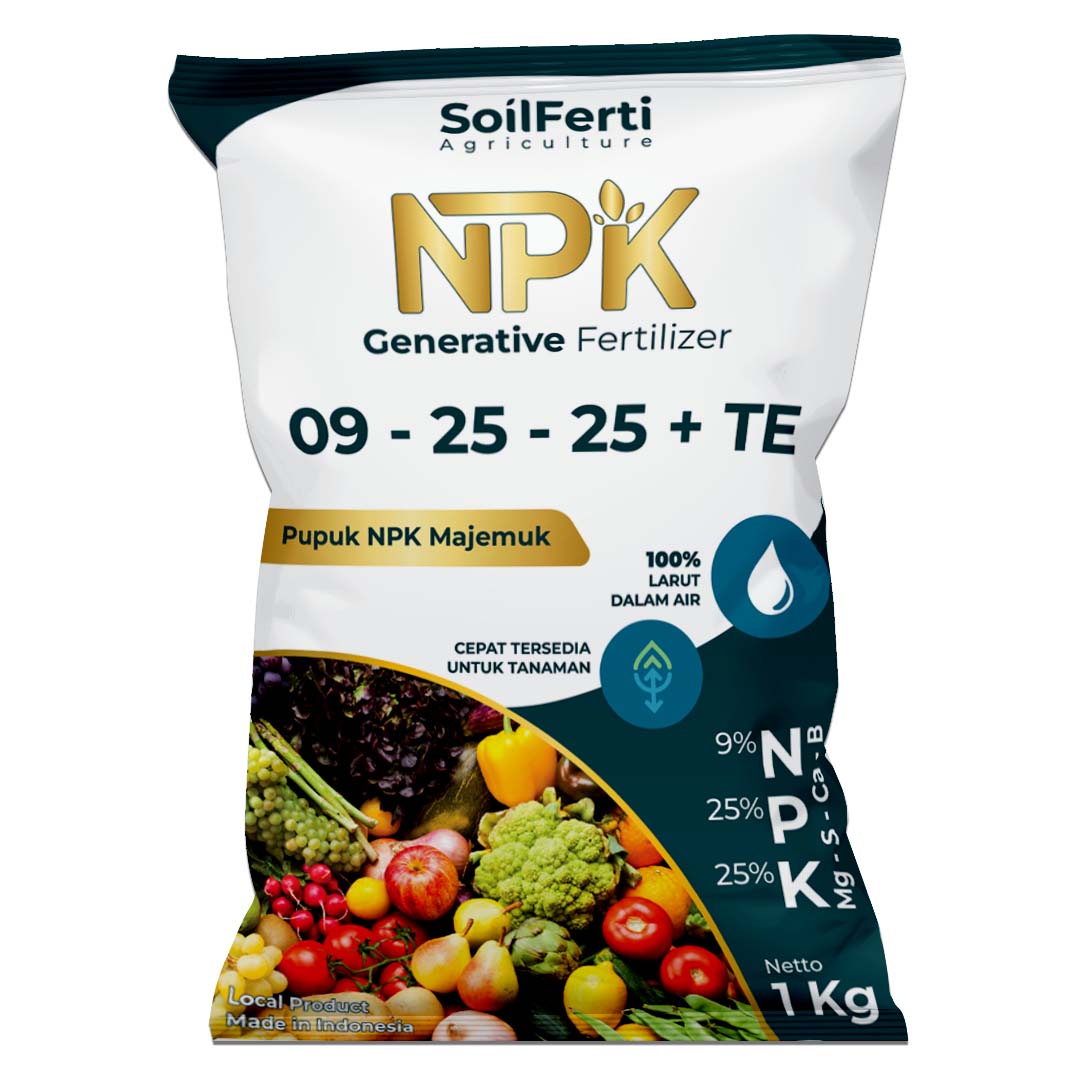 SoilFerti
Agriculture
NPK
Generative Fertilizer
09 - 25 - 25 + TE
Pupuk NPK Majemuk
100%
LARUT
DALAM AIR
CEPAT TERSEDIA
UNTUK TANAMAN
9% N
25% P
25% K
Mg - S - Ca - B
Netto
1 Kg
Local Product
Made in Indonesia